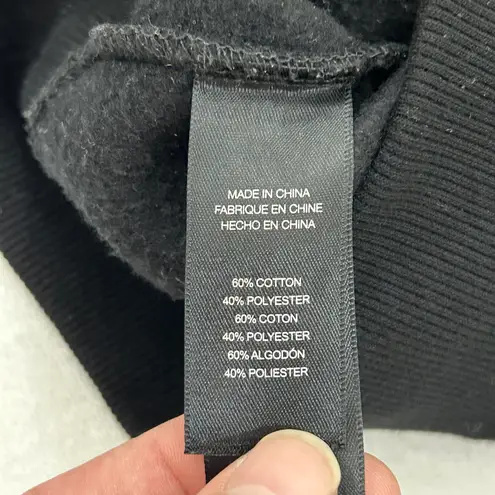 MADE IN CHINA
FABRIQUE EN CHINE
HECHO EN CHINA
60% COTTON
40% POLYESTER
60% COTON
40% POLYESTER
60% ALGODÓN
40% POLIESTER